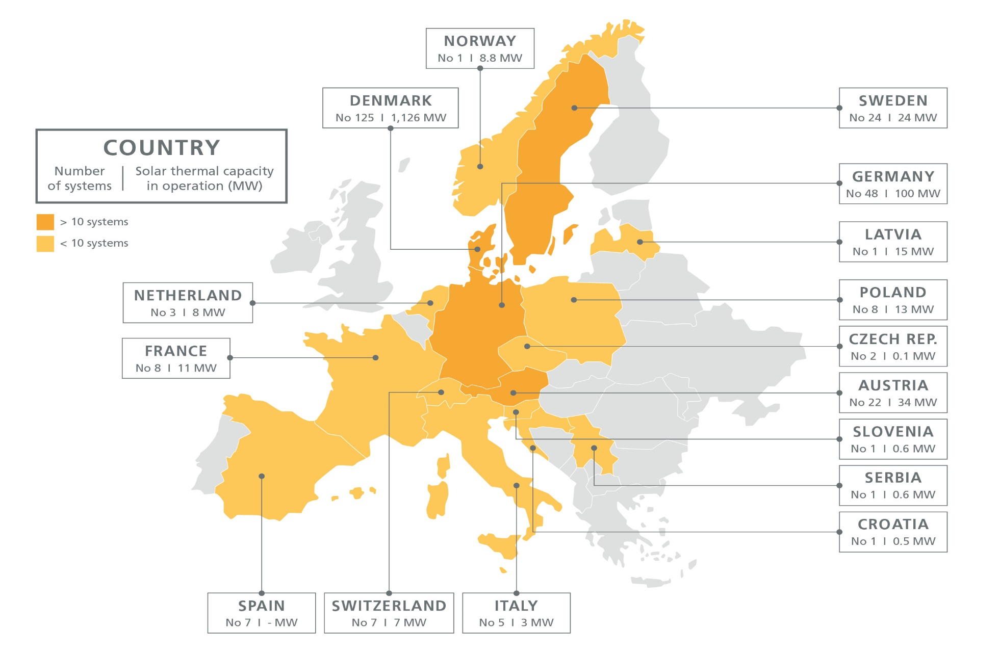 NORWAY
No 1 I 8.8 MW
DENMARK
No 125 I 1,126 MW
SWEDEN
No 24 I 24 MW
COUNTRY
Number
of systems
Solar thermal capacity
in operation (MW)
> 10 systems
< 10 systems
GERMANY
No 48 I 100 MW
LATVIA
No 1 I 15 MW
NETHERLAND
No 3 I 8 MW
POLAND
No 8 I 13 MW
FRANCE
No 8 I 11 MW
CZECH REP.
No 2 I 0.1 MW
AUSTRIA
No 22 I 34 MW
SLOVENIA
No 1 I 0.6 MW
SERBIA
No 1 I 0.6 MW
CROATIA
No 1 I 0.5 MW
SPAIN
No 7 I - MW
SWITZERLAND
No 7 I 7 MW
ITALY
No 5 I 3 MW